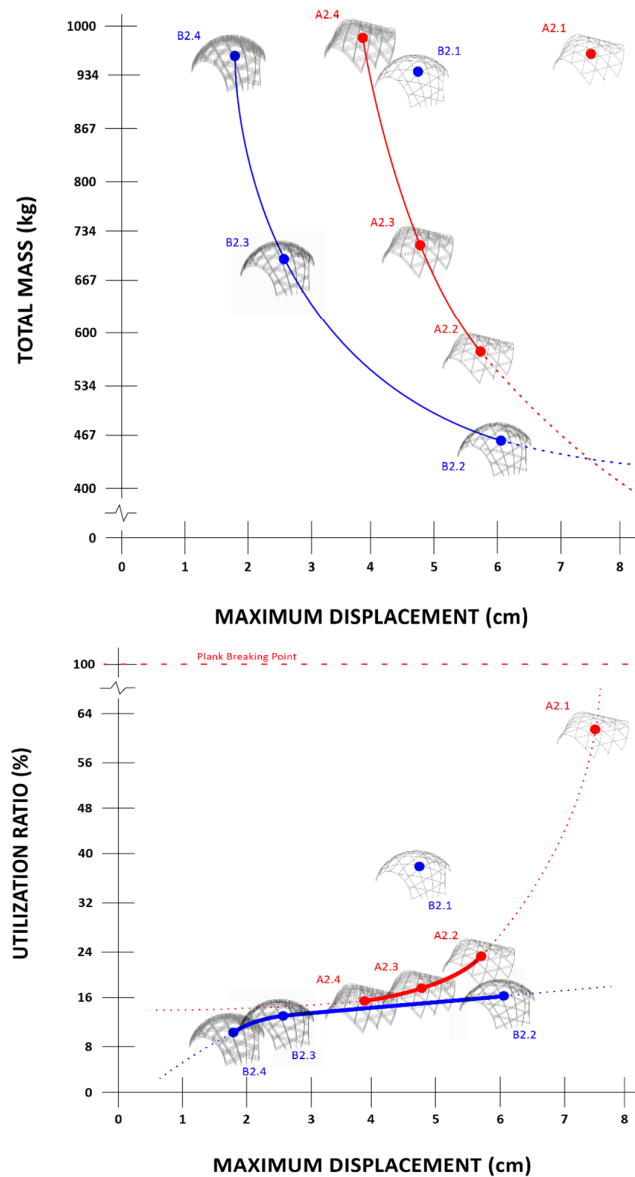 1000
934
867
800
734
667
600
534
467
400
0
TOTAL MASS (kg)
B2.4
A2.4
B2.1
A2.1
B2.3
A2.3
A2.2
B2.2
0 1 2 3 4 5 6 7 8
MAXIMUM DISPLACEMENT (cm)
Plank Breaking Point
100
64
56
48
40
32
24
16
8
0
UTILIZATION RATIO (%)
A2.1
B2.1
A2.2
A2.3
A2.4
B2.2
B2.3
B2.4
0 1 2 3 4 5 6 7 8
MAXIMUM DISPLACEMENT (cm)